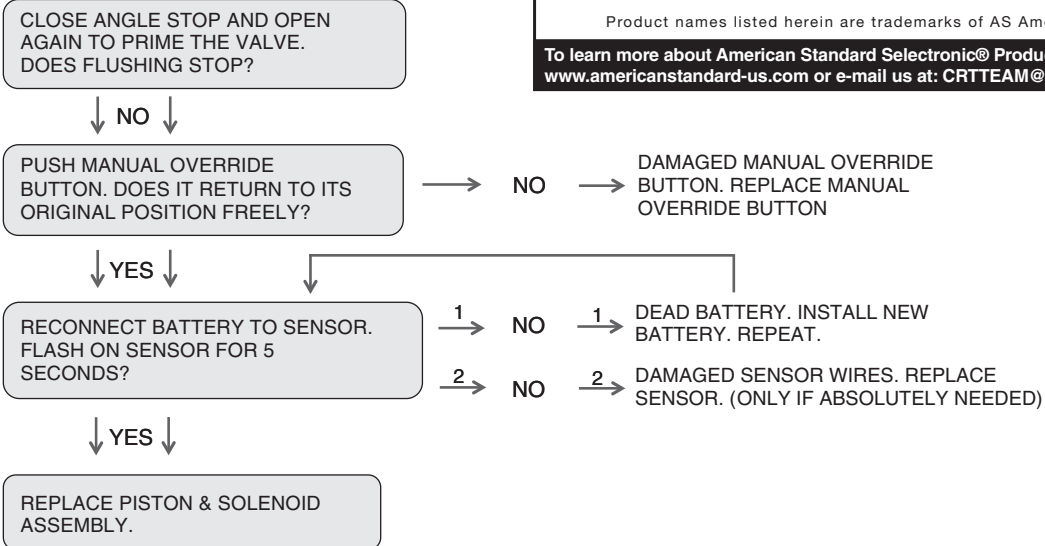 CLOSE ANGLE STOP AND OPEN
AGAIN TO PRIME THE VALVE.
DOES FLUSHING STOP?
Product names listed herein are trademarks of AS
To learn more about American Standard Selectronic®
www.americanstandard-us.com or e-mail us at: CRTTEAM@
NO
PUSH MANUAL OVERRIDE
BUTTON. DOES IT RETURN TO ITS
ORIGINAL POSITION FREELY?
NO
DAMAGED MANUAL OVERRIDE
BUTTON. REPLACE MANUAL
OVERRIDE BUTTON
YES
RECONNECT BATTERY TO SENSOR.
FLASH ON SENSOR FOR 5
SECONDS?
1
NO
1
DEAD BATTERY. INSTALL NEW
BATTERY. REPEAT.
2
NO
2
DAMAGED SENSOR WIRES. REPLACE
SENSOR. (ONLY IF ABSOLUTELY NEEDED)
YES
REPLACE PISTON & SOLENOID
ASSEMBLY.